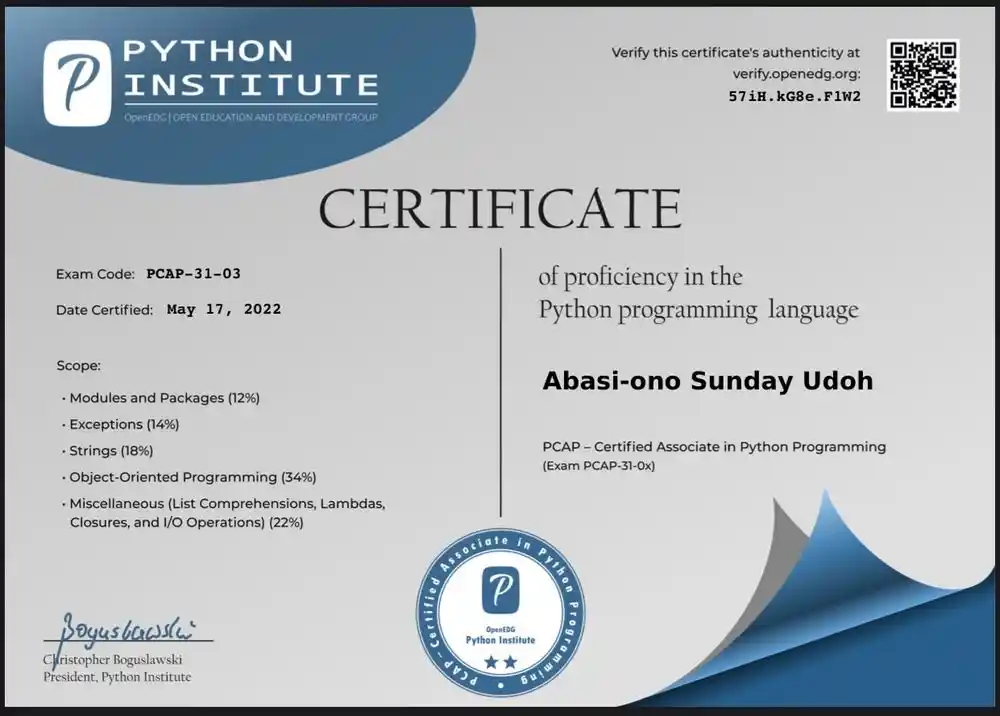 PYTHON
INSTITUTE
OpenEDG | OPEN EDUCATION AND DEVELOPMENT GROUP
Verify this certificate's authenticity at
verify.openedg.org:
57iH.kG8e.F1W2
CERTIFICATE
Exam Code: PCAP-31-03
Date Certified: May 17, 2022
Scope:
· Modules and Packages (12%)
· Exceptions (14%)
· Strings (18%)
· Object-Oriented Programming (34%)
· Miscellaneous (List Comprehensions, Lambdas,
Closures, and I/O Operations) (22%)
of proficiency in the
Python programming language
Abasi-ono Sunday Udoh
PCAP – Certified Associate in Python Programming
(Exam PCAP-31-0x)
PCAP–Certified Associate in Python Programming
P
OpenEDG
Python Institute
Boguslawski
Christopher Boguslawski
President, Python Institute